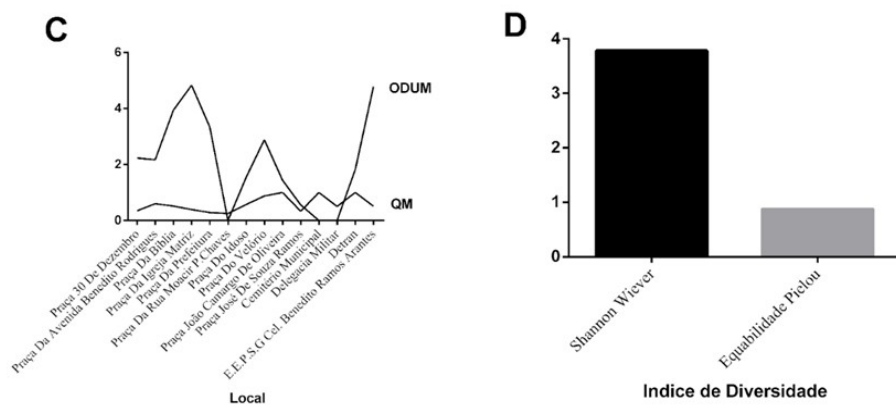 C
6
4
2
0
ODUM
QM
Praça 30 De Dezembro
Praça Da Avenida Benedito Rodrigues
Praça Da Bíblia
Praça Da Igreja Matriz
Praça Da Prefeitura
Praça Da Rua Moacir P. Chaves
Praça Do Idoso
Praça Do Velório
Praça João Camargo De Oliveira
Praça José De Souza Ramos
Cemitério Municipal
Delegacia Militar
Detran
E.E.P.S.G Cel. Benedito Ramos Arantes
Local
D
4
3
2
1
0
Shannon Wiever
Equabilidade Pielou
Indice de Diversidade